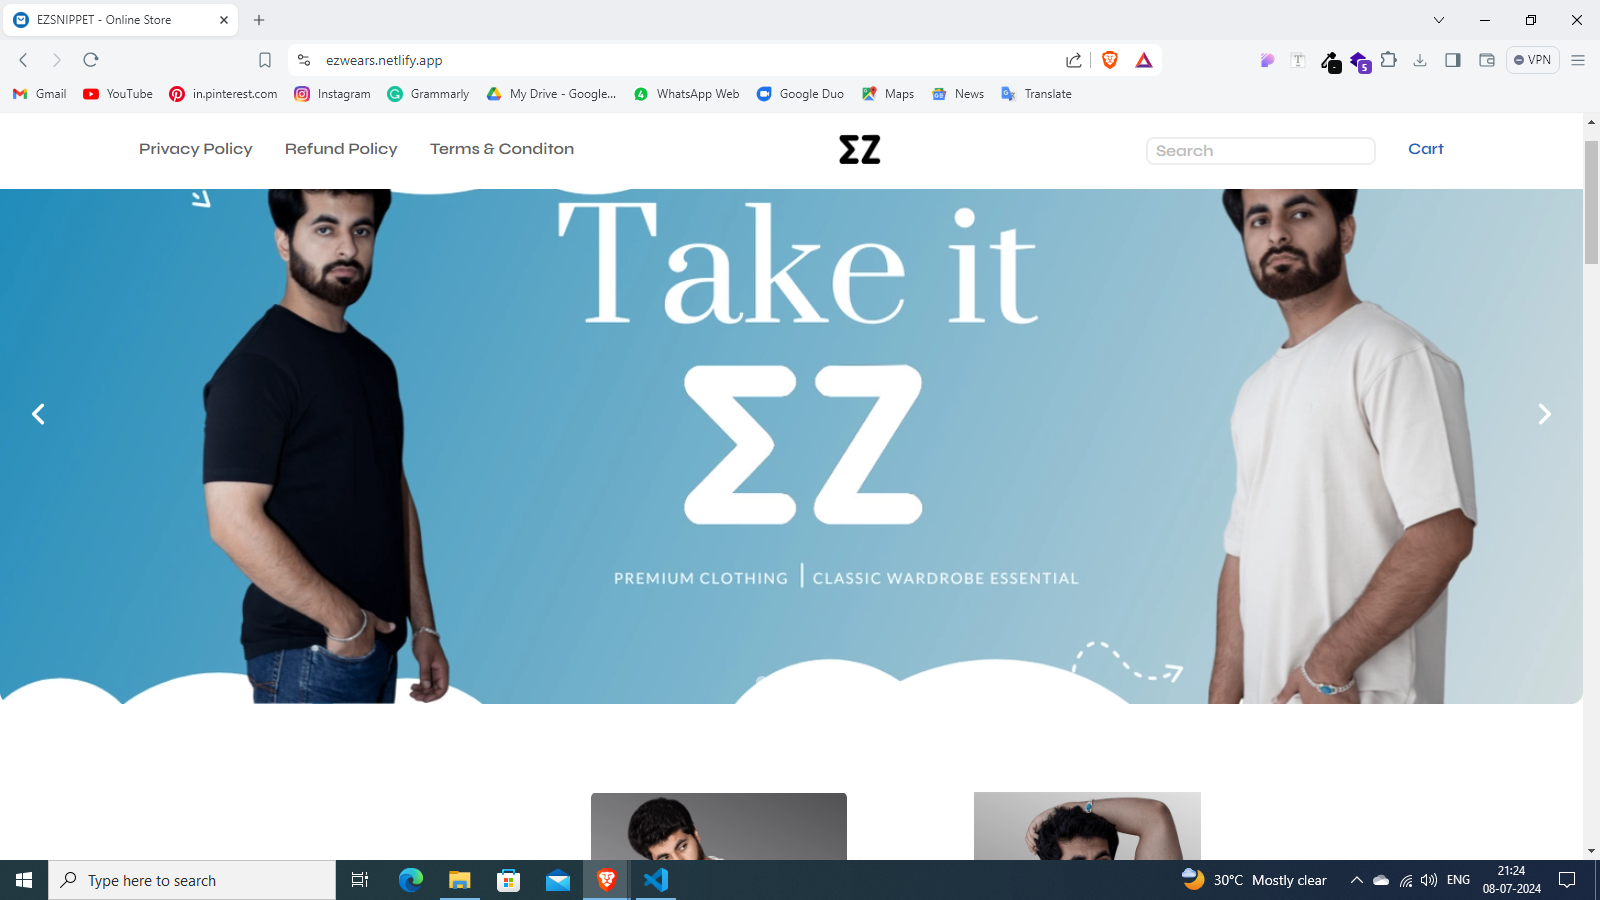 EZSNIPPET - Online Store
ezwears.netlify.app
VPN
Gmail
YouTube
in.pinterest.com
Instagram
Grammarly
My Drive - Google...
WhatsApp Web
Google Duo
Maps
News
Translate
Privacy Policy
Refund Policy
Terms & Conditon
ΣZ
Search
Cart
Take it
ΣZ
PREMIUM CLOTHING | CLASSIC WARDROBE ESSENTIAL
Type here to search
30°C Mostly clear
ENG
21:24
08-07-2024